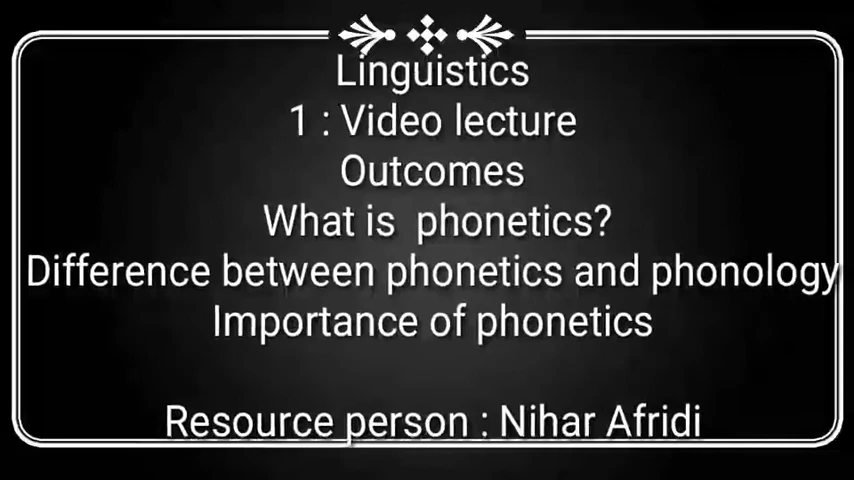 Linguistics
1 : Video lecture
Outcomes
What is phonetics?
Difference between phonetics and phonology
Importance of phonetics
Resource person : Nihar Afridi